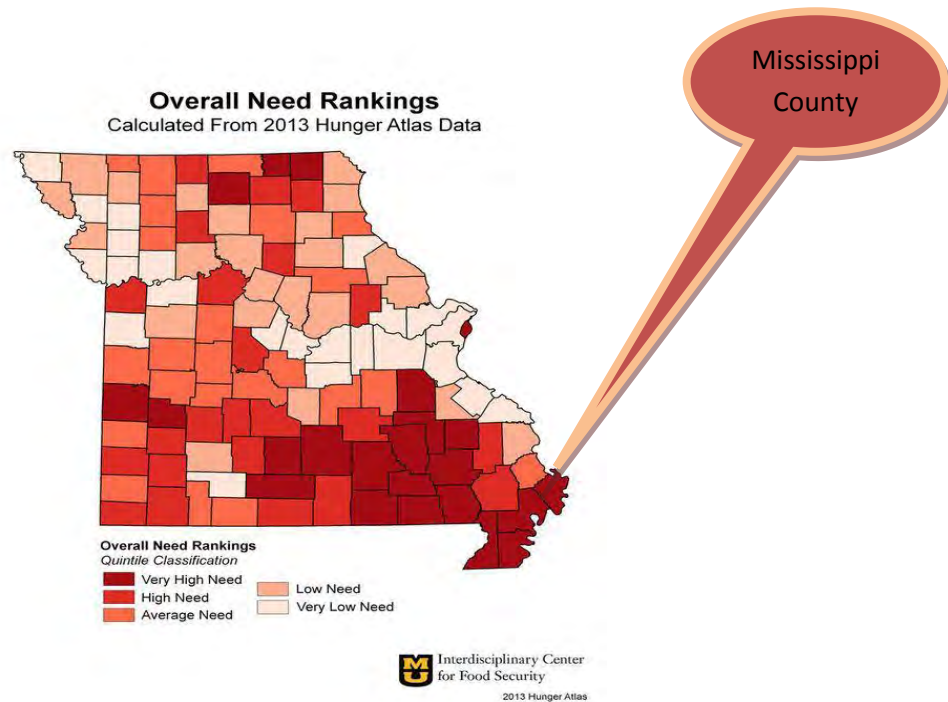 Mississippi
County
Overall Need Rankings
Calculated From 2013 Hunger Atlas Data
Overall Need Rankings
Quintile Classification
Very High Need
High Need
Average Need
Low Need
Very Low Need
MU
Interdisciplinary Center
for Food Security
2013 Hunger Atlas